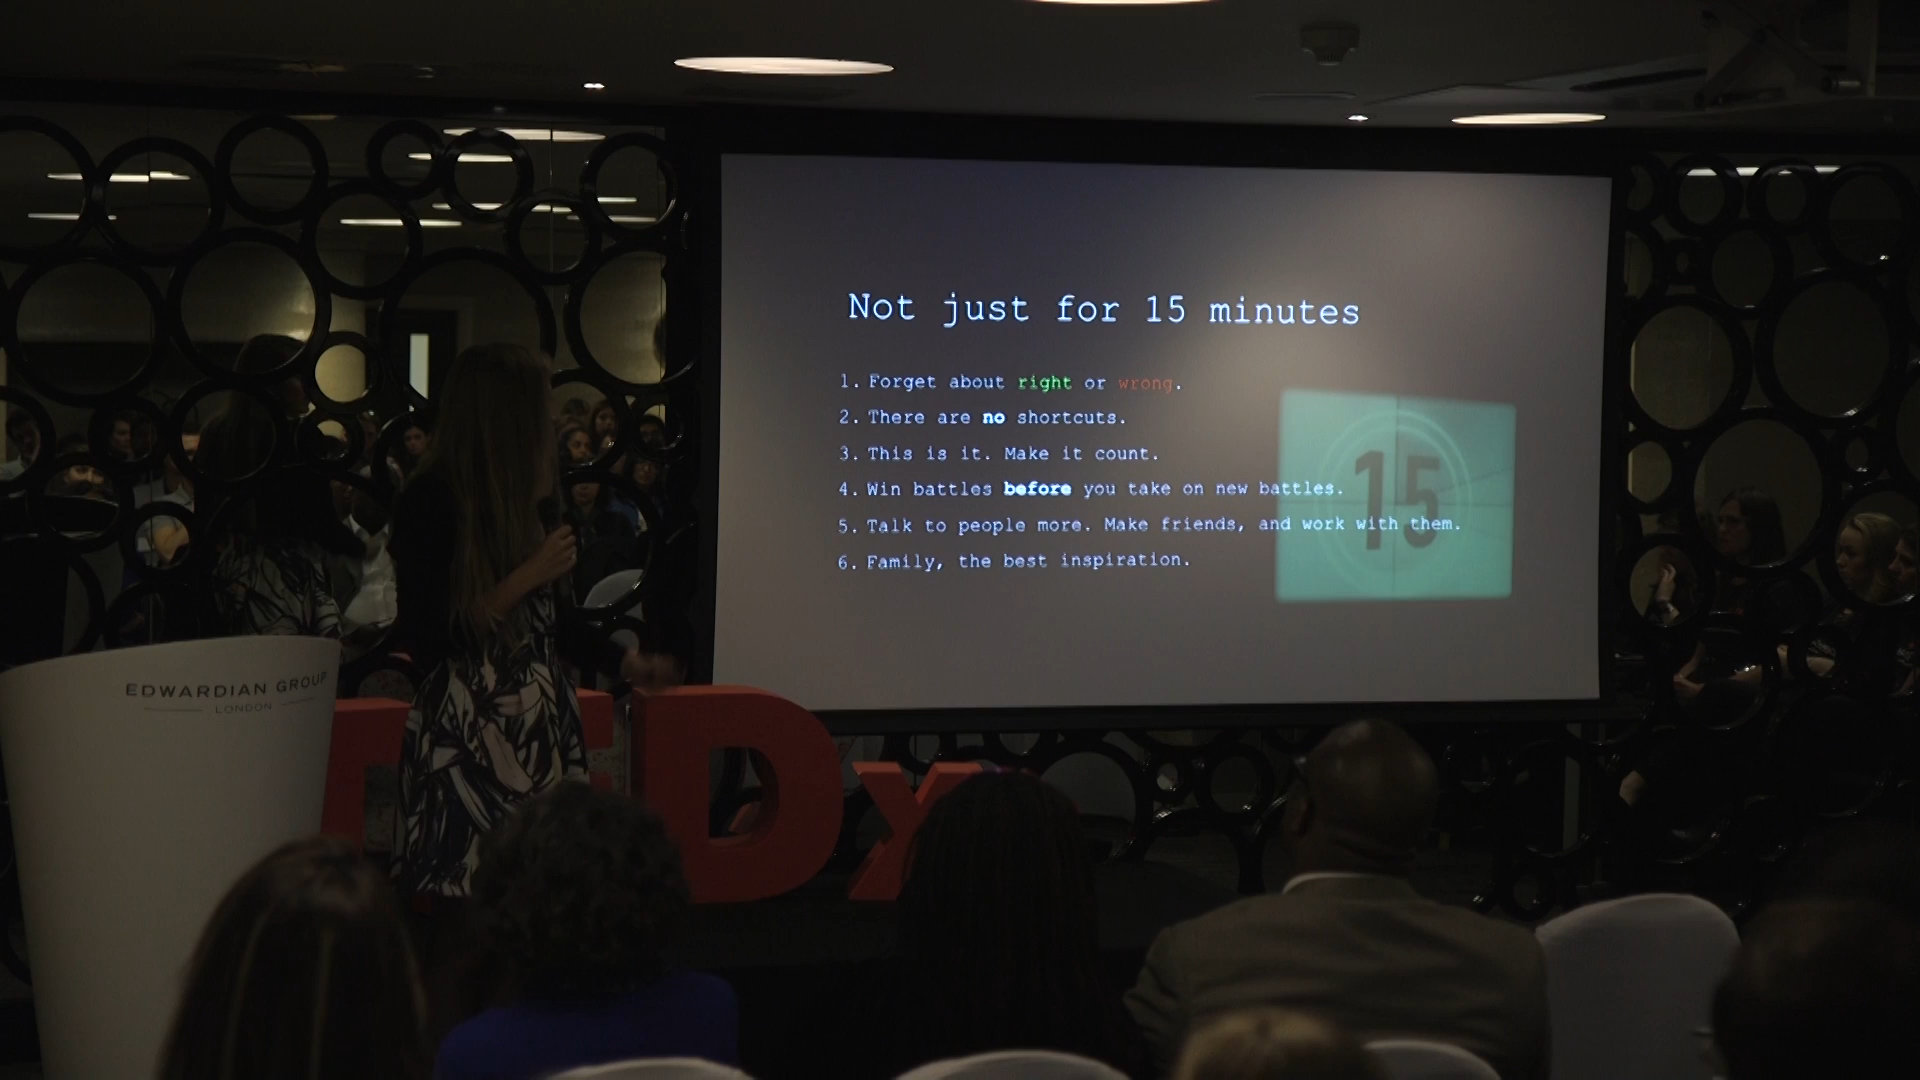 Not just for 15 minutes
1. Forget about right or wrong.
2. There are no shortcuts.
3. This is it. Make it count.
4. Win battles before you take on new battles.
5. Talk to people more. Make friends, and work with them.
6. Family, the best inspiration.
15
EDWARDIAN GROUP
LONDON
TEDx